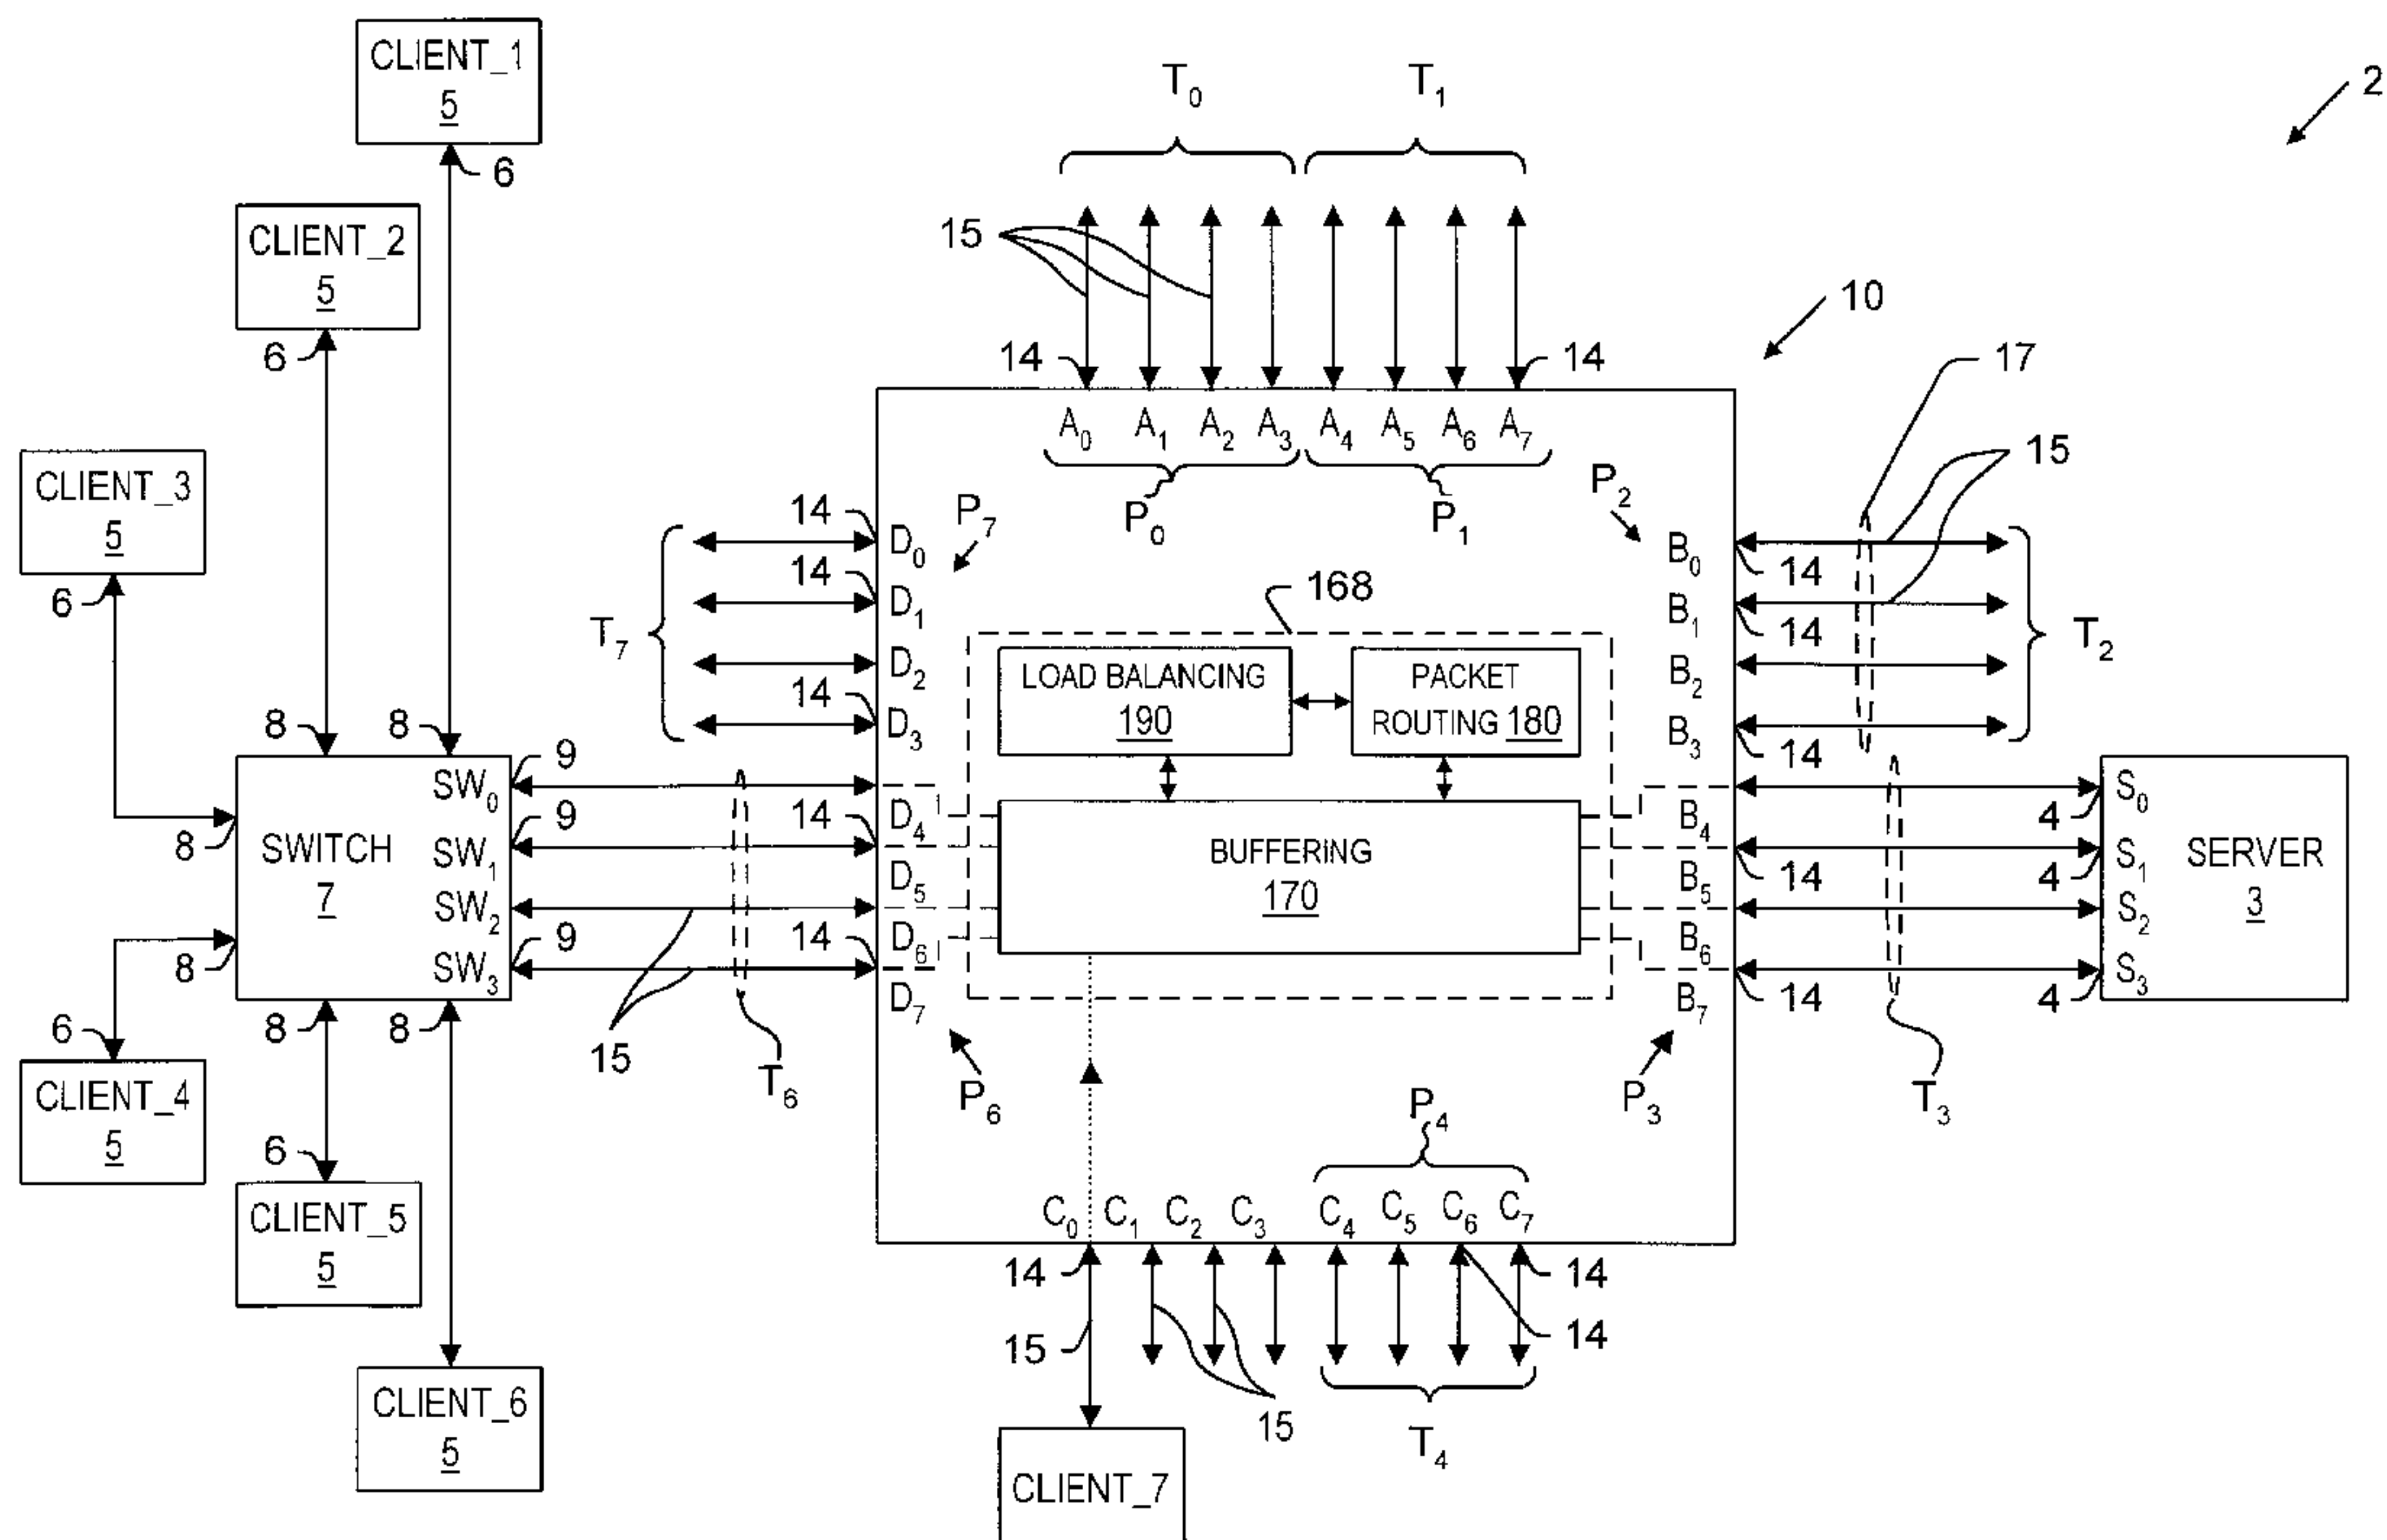 CLIENT_1
5
6
2
T0 T1
CLIENT_2
5
6
15
10
14 14
17
A0 A1 A2 A3 A4 A5 A6 A7
P0 P1
15
CLIENT_3
5
6
P7
P2
14 D0
B0 14
14 D1
B1 14
T7
D2
B2
T2
14 D3
B3 14
168
LOAD BALANCING
190
PACKET
ROUTING 180
8 8
SW0 9
D4
B4
4 S0
8
SWITCH
7
SW1 9
14 D5
BUFFERING
170
B5 14
4 S1
SERVER
3
SW2
D6
B6
S2
8
SW3 9
14 D7
B7 14
4 S3
8 8
15
T6
P6
P3
T3
6
CLIENT_4
5
P4
6
CLIENT_5
5
C0 C1 C2 C3 C4 C5 C6 C7
14 14
15 14
15
T4
CLIENT_6
5
CLIENT_7